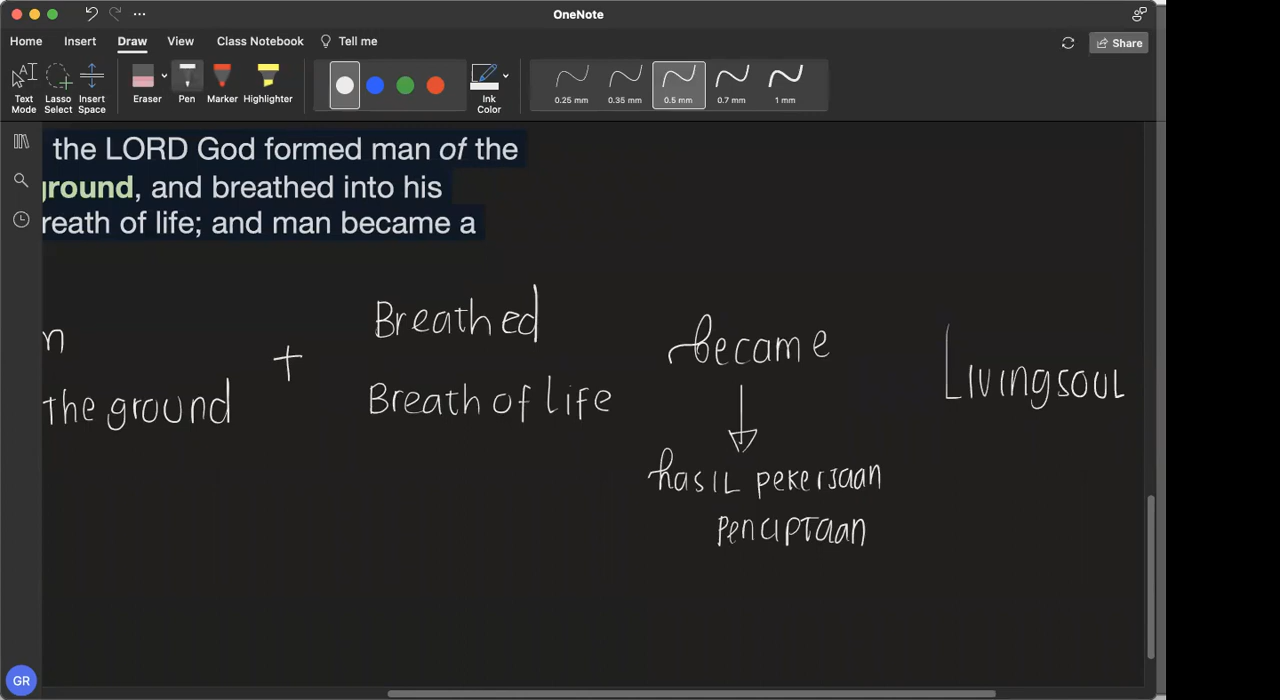 OneNote
Home Insert Draw View Class Notebook Tell me
Share
Text Mode
Lasso Select
Insert Space
Eraser
Pen
Marker
Highlighter
Ink Color
0.25 mm
0.35 mm
0.5 mm
0.7 mm
1 mm
the LORD God formed man of the
round, and breathed into his
reath of life; and man became a
n
the ground
+
Breathed
Breath of life
became
hasil pekerjaan
penciptaan
Living soul
GR